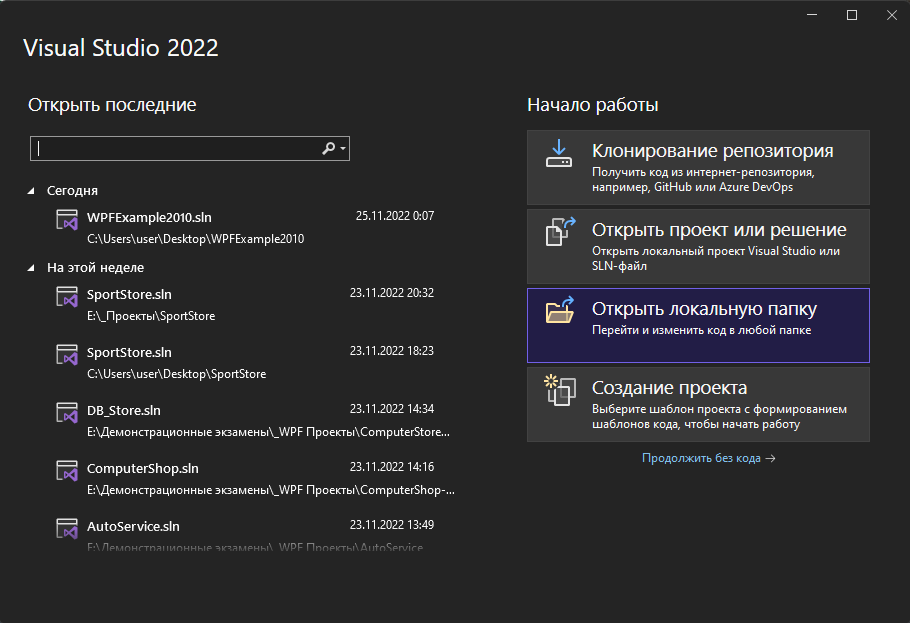 Visual Studio 2022
Открыть последние
Сегодня
WPFExample2010.sln 25.11.2022 0:07
C:\Users\user\Desktop\WPFExample2010
На этой неделе
SportStore.sln 23.11.2022 20:32
E:\_Проекты\SportStore
SportStore.sln 23.11.2022 18:23
C:\Users\user\Desktop\SportStore
DB_Store.sln 23.11.2022 14:34
E:\Демонстрационные экзамены\_WPF Проекты\ComputerStore...
ComputerShop.sln 23.11.2022 14:16
E:\Демонстрационные экзамены\_WPF Проекты\ComputerShop-...
AutoService.sln 23.11.2022 13:49
E:\Демонстрационные экзамены\_WPF Проекты\AutoService
Начало работы
Клонирование репозитория
Получить код из интернет-репозитория,
например, GitHub или Azure DevOps
Открыть проект или решение
Открыть локальный проект Visual Studio или
SLN-файл
Открыть локальную папку
Перейти и изменить код в любой папке
Создание проекта
Выберите шаблон проекта с формированием
шаблонов кода, чтобы начать работу
Продолжить без кода →